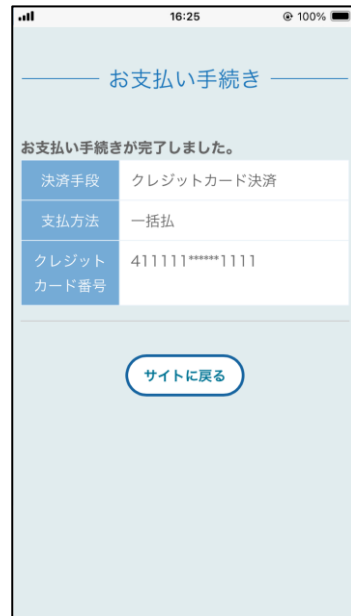 16:25
100%
お支払い手続き
お支払い手続きが完了しました。
決済手段 クレジットカード決済
支払方法 一括払
クレジット 411111******1111
カード番号
サイトに戻る